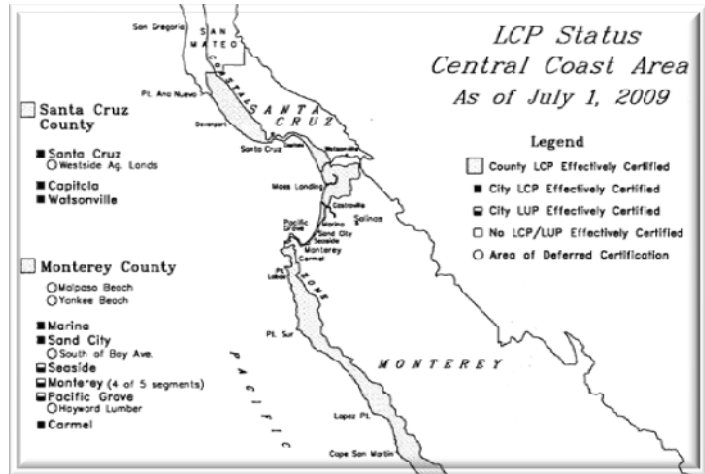 LCP Status
Central Coast Area
As of July 1, 2009
Legend
County LCP Effectively Certified
City LCP Effectively Certified
City LUP Effectively Certified
No LCP/LUP Effectively Certified
Area of Deferred Certification
Santa Cruz
County
Santa Cruz
Westside Ag. Lands
Capitola
Watsonville
Monterey County
Malpaso Beach
Yankee Beach
Marina
Sand City
South of Bay Ave.
Seaside
Monterey (4 of 5 segments)
Pacific Grove
Hayward Lumber
Carmel
San Gregorio
SAN
MATEO
COASTAL
Pt. Ano Nuevo
SANTA
CRUZ
Davenport
Santa Cruz
Watsonville
Moss Landing
Castroville
Marina
Salinas
Pacific
Grove
Sand City
Seaside
Monterey
Carmel
Pt.
Lobos
ZONE
Pt. Sur
MONTEREY
PACIFIC
Lopez Pt.
Cape San Martin